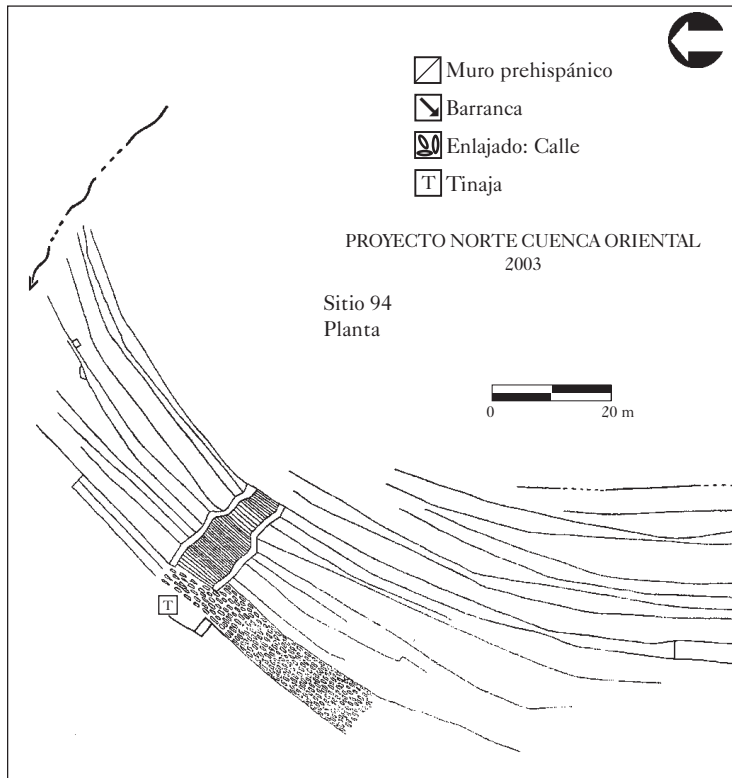 Muro prehispánico
Barranca
Enlajado: Calle
T Tinaja
PROYECTO NORTE CUENCA ORIENTAL
2003
Sitio 94
Planta
0 20 m
T